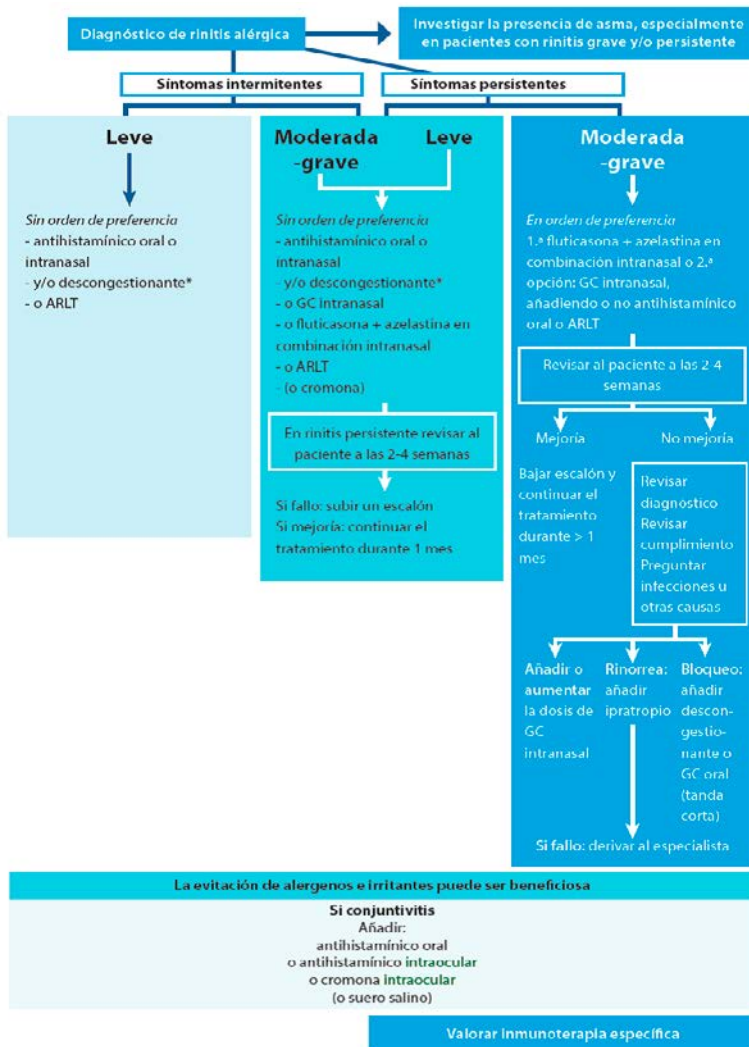 Diagnóstico de rinitis alérgica
Investigar la presencia de asma, especialmente
en pacientes con rinitis grave y/o persistente
Síntomas intermitentes
Síntomas persistentes
Leve
Sin orden de preferencia
- antihistamínico oral o
intranasal
- y/o descongestionante*
- o ARLT
Moderada
-grave
Leve
Sin orden de preferencia
- antihistamínico oral o
intranasal
- y/o descongestionante*
- o GC intranasal
- o fluticasona + azelastina en
combinación intranasal
- o ARLT
- (o cromona)
En rinitis persistente revisar al
paciente a las 2-4 semanas
Si fallo: subir un escalón
Si mejoría: continuar el
tratamiento durante 1 mes
Moderada
-grave
En orden de preferencia
1.ª fluticasona + azelastina en
combinación intranasal o 2.ª
opción: GC intranasal,
añadiendo o no antihistamínico
oral o ARLT
Revisar al paciente a las 2-4
semanas
Mejoría
No mejoría
Bajar escalón y
continuar el
tratamiento
durante > 1
mes
Revisar
diagnóstico
Revisar
cumplimiento
Preguntar
infecciones u
otras causas
Añadir o
aumentar
la dosis de
GC
intranasal
Rinorrea:
añadir
ipratropio
Bloqueo:
añadir
descon-
gestio-
nante o
GC oral
(tanda
corta)
Si fallo: derivar al especialista
La evitación de alergenos e irritantes puede ser beneficiosa
Si conjuntivitis
Añadir:
antihistamínico oral
o antihistamínico intraocular
o cromona intraocular
(o suero salino)
Valorar inmunoterapia específica